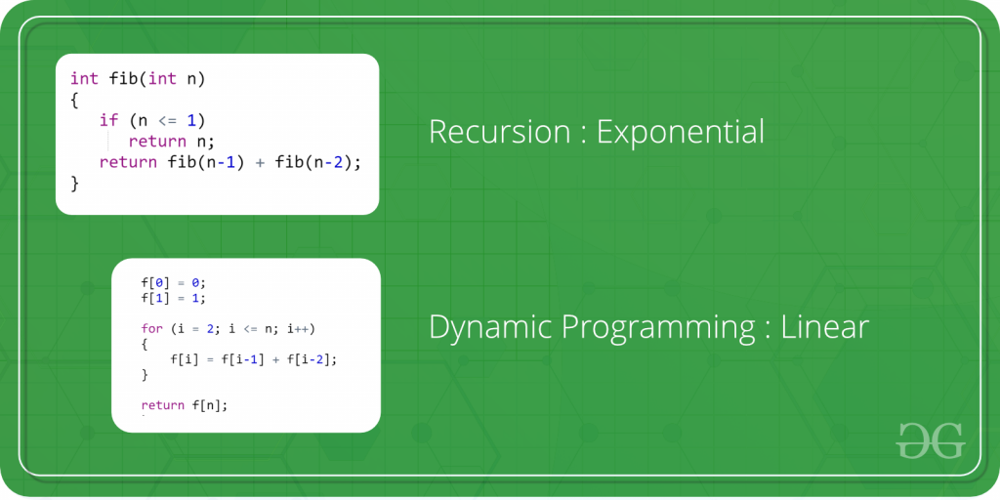 int fib(int n)
{
if (n <= 1)
return n;
return fib(n-1) + fib(n-2);
}
Recursion : Exponential
f[0] = 0;
f[1] = 1;
for (i = 2; i <= n; i++)
{
f[i] = f[i-1] + f[i-2];
}
return f[n];
Dynamic Programming : Linear
GG